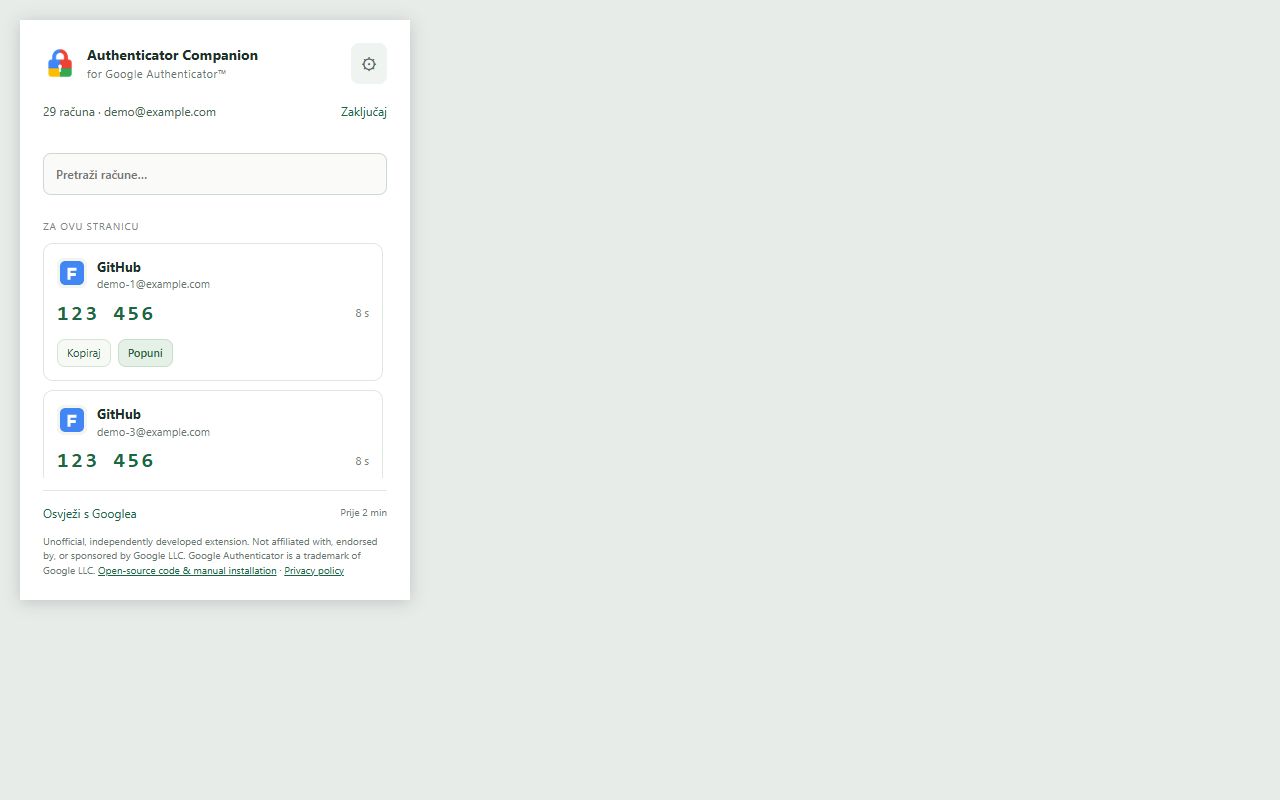 Authenticator Companion
for Google Authenticator™
29 računa · demo@example.com
Zaključaj
Pretraži račune...
ZA OVU STRANICU
F
GitHub
demo-1@example.com
123 456
8 s
Kopiraj
Popuni
F
GitHub
demo-3@example.com
123 456
8 s
Osvježi s Googlea
Prije 2 min
Unofficial, independently developed extension. Not affiliated with, endorsed
by, or sponsored by Google LLC. Google Authenticator is a trademark of
Google LLC. Open-source code & manual installation · Privacy policy